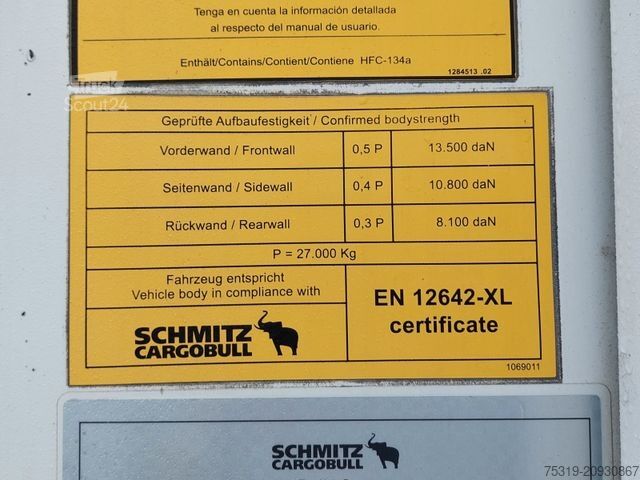 Tenga en cuenta la información detallada
al respecto del manual de usuario.
Enthält/Contains/Contient/Contiene HFC-134a
1284513 .02
Truck
Scout24
Geprüfte Aufbaufestigkeit / Confirmed bodystrength
Vorderwand / Frontwall 0,5 P 13.500 daN
Seitenwand / Sidewall 0,4 P 10.800 daN
Rückwand / Rearwall 0,3 P 8.100 daN
P = 27.000 Kg
Fahrzeug entspricht
Vehicle body in compliance with
SCHMITZ
CARGOBULL
EN 12642-XL
certificate
1069011
SCHMITZ
CARGOBULL
75319-20930867